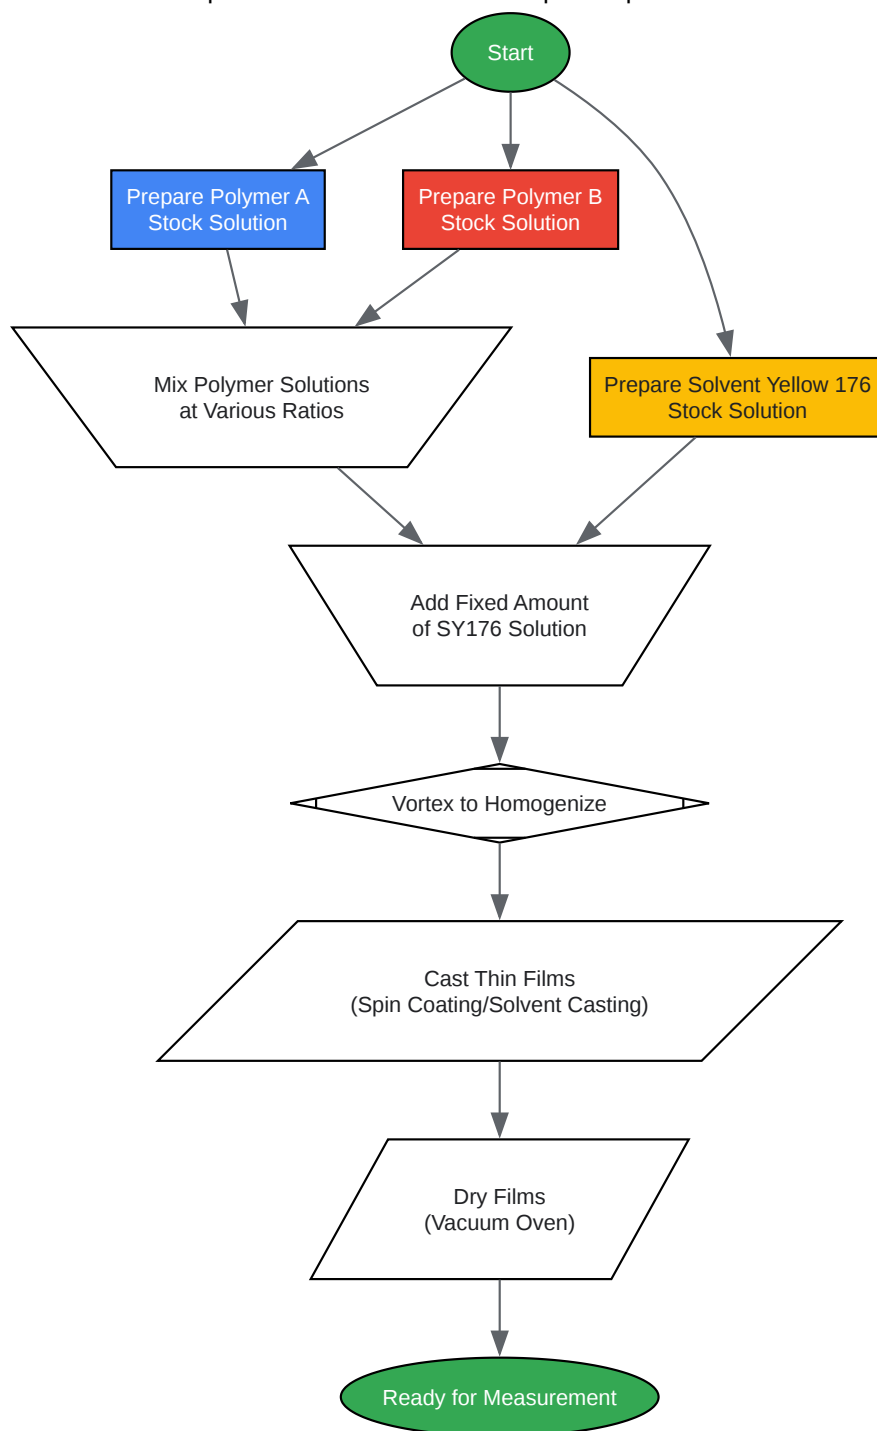 Start
Prepare Polymer A
Stock Solution
Prepare Polymer B
Stock Solution
Mix Polymer Solutions
at Various Ratios
Prepare Solvent Yellow 176
Stock Solution
Add Fixed Amount
of SY176 Solution
Vortex to Homogenize
Cast Thin Films
(Spin Coating/Solvent Casting)
Dry Films
(Vacuum Oven)
Ready for Measurement